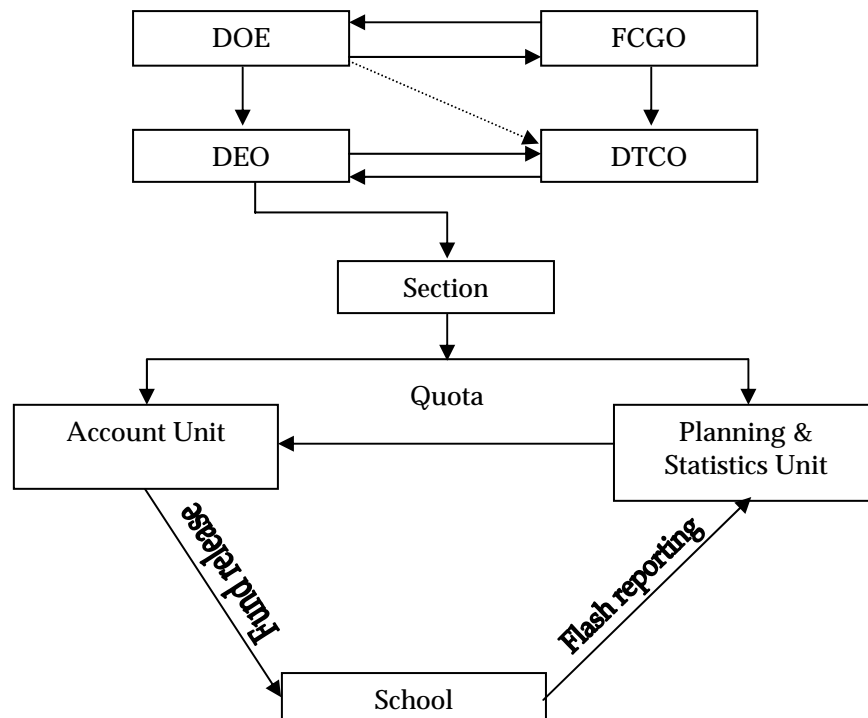 DOE
FCGO
DEO
DTCO
Section
Quota
Account Unit
Planning &
Statistics Unit
Fund release
Flash reporting
School